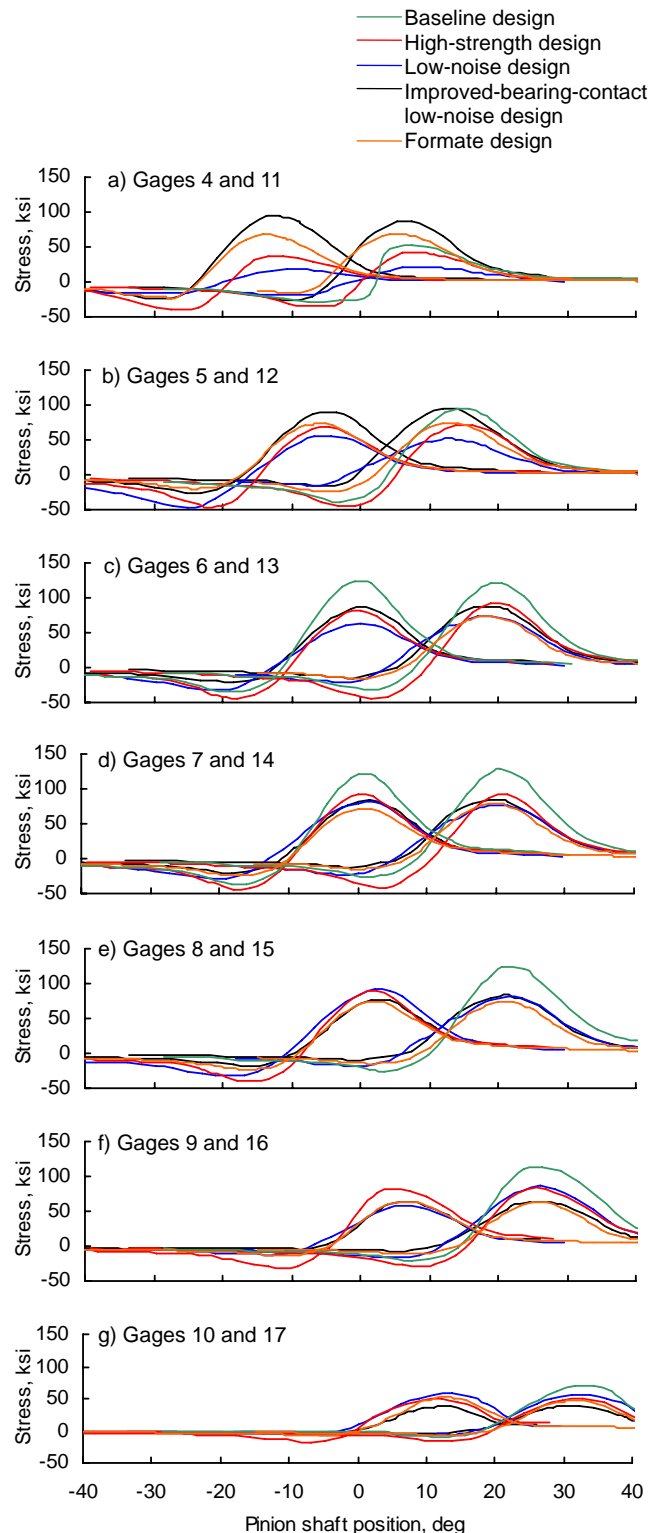 Baseline design
High-strength design
Low-noise design
Improved-bearing-contact
low-noise design
Formate design
a) Gages 4 and 11
150
100
50
0
-50
Stress, ksi
b) Gages 5 and 12
150
100
50
0
-50
Stress, ksi
c) Gages 6 and 13
150
100
50
0
-50
Stress, ksi
d) Gages 7 and 14
150
100
50
0
-50
Stress, ksi
e) Gages 8 and 15
150
100
50
0
-50
Stress, ksi
f) Gages 9 and 16
150
100
50
0
-50
Stress, ksi
g) Gages 10 and 17
150
100
50
0
-50
Stress, ksi
-40 -30 -20 -10 0 10 20 30 40
Pinion shaft position, deg